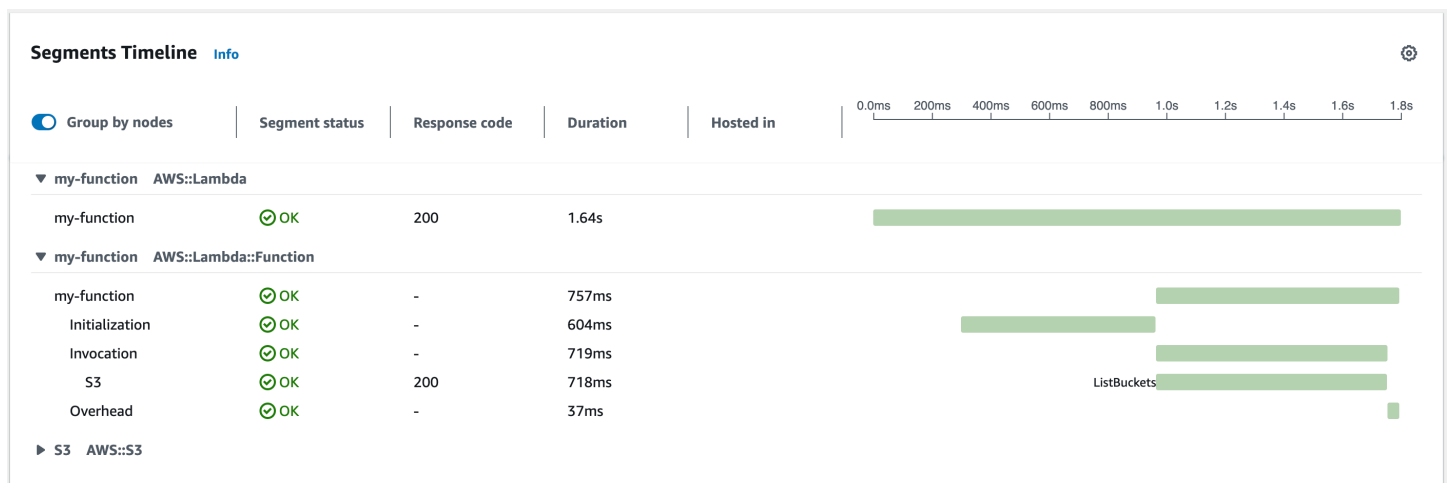 Segments Timeline Info
0.0ms 200ms 400ms 600ms 800ms 1.0s 1.2s 1.4s 1.6s 1.8s
Group by nodes Segment status Response code Duration Hosted in
my-function AWS::Lambda
my-function OK 200 1.64s
my-function AWS::Lambda::Function
my-function OK - 757ms
Initialization OK - 604ms
Invocation OK - 719ms
S3 OK 200 718ms ListBuckets
Overhead OK - 37ms
S3 AWS::S3